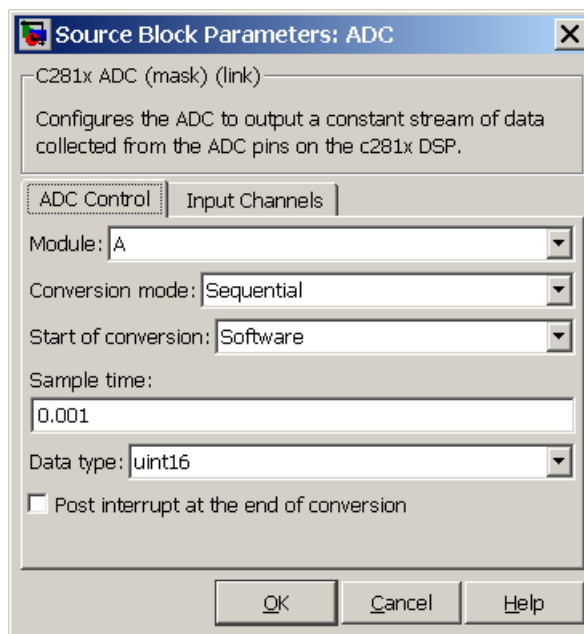 Source Block Parameters: ADC
C281x ADC (mask) (link)
Configures the ADC to output a constant stream of data
collected from the ADC pins on the c281x DSP.
ADC Control Input Channels
Module: A
Conversion mode: Sequential
Start of conversion: Software
Sample time:
0.001
Data type: uint16
Post interrupt at the end of conversion
OK Cancel Help